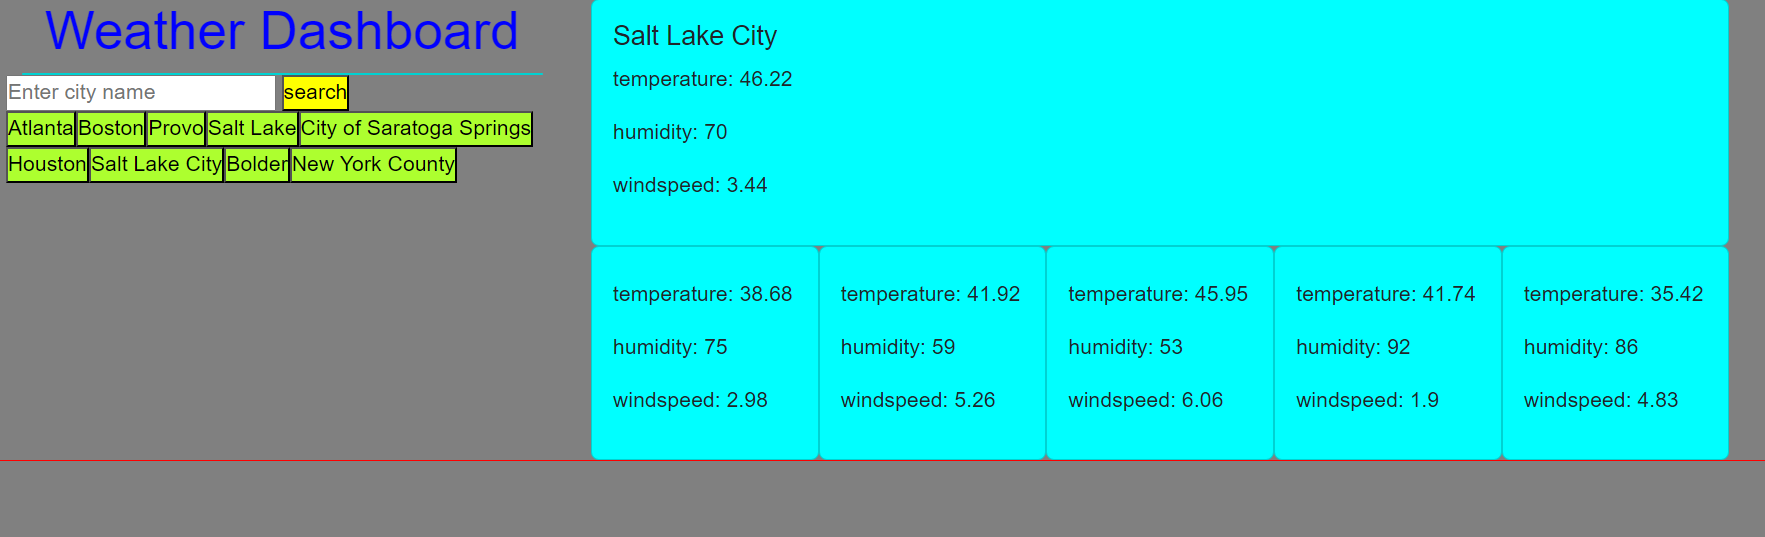 Weather Dashboard
Enter city name search
Atlanta Boston Provo Salt Lake City of Saratoga Springs
Houston Salt Lake City Bolder New York County
Salt Lake City
temperature: 46.22
humidity: 70
windspeed: 3.44
temperature: 38.68
humidity: 75
windspeed: 2.98
temperature: 41.92
humidity: 59
windspeed: 5.26
temperature: 45.95
humidity: 53
windspeed: 6.06
temperature: 41.74
humidity: 92
windspeed: 1.9
temperature: 35.42
humidity: 86
windspeed: 4.83